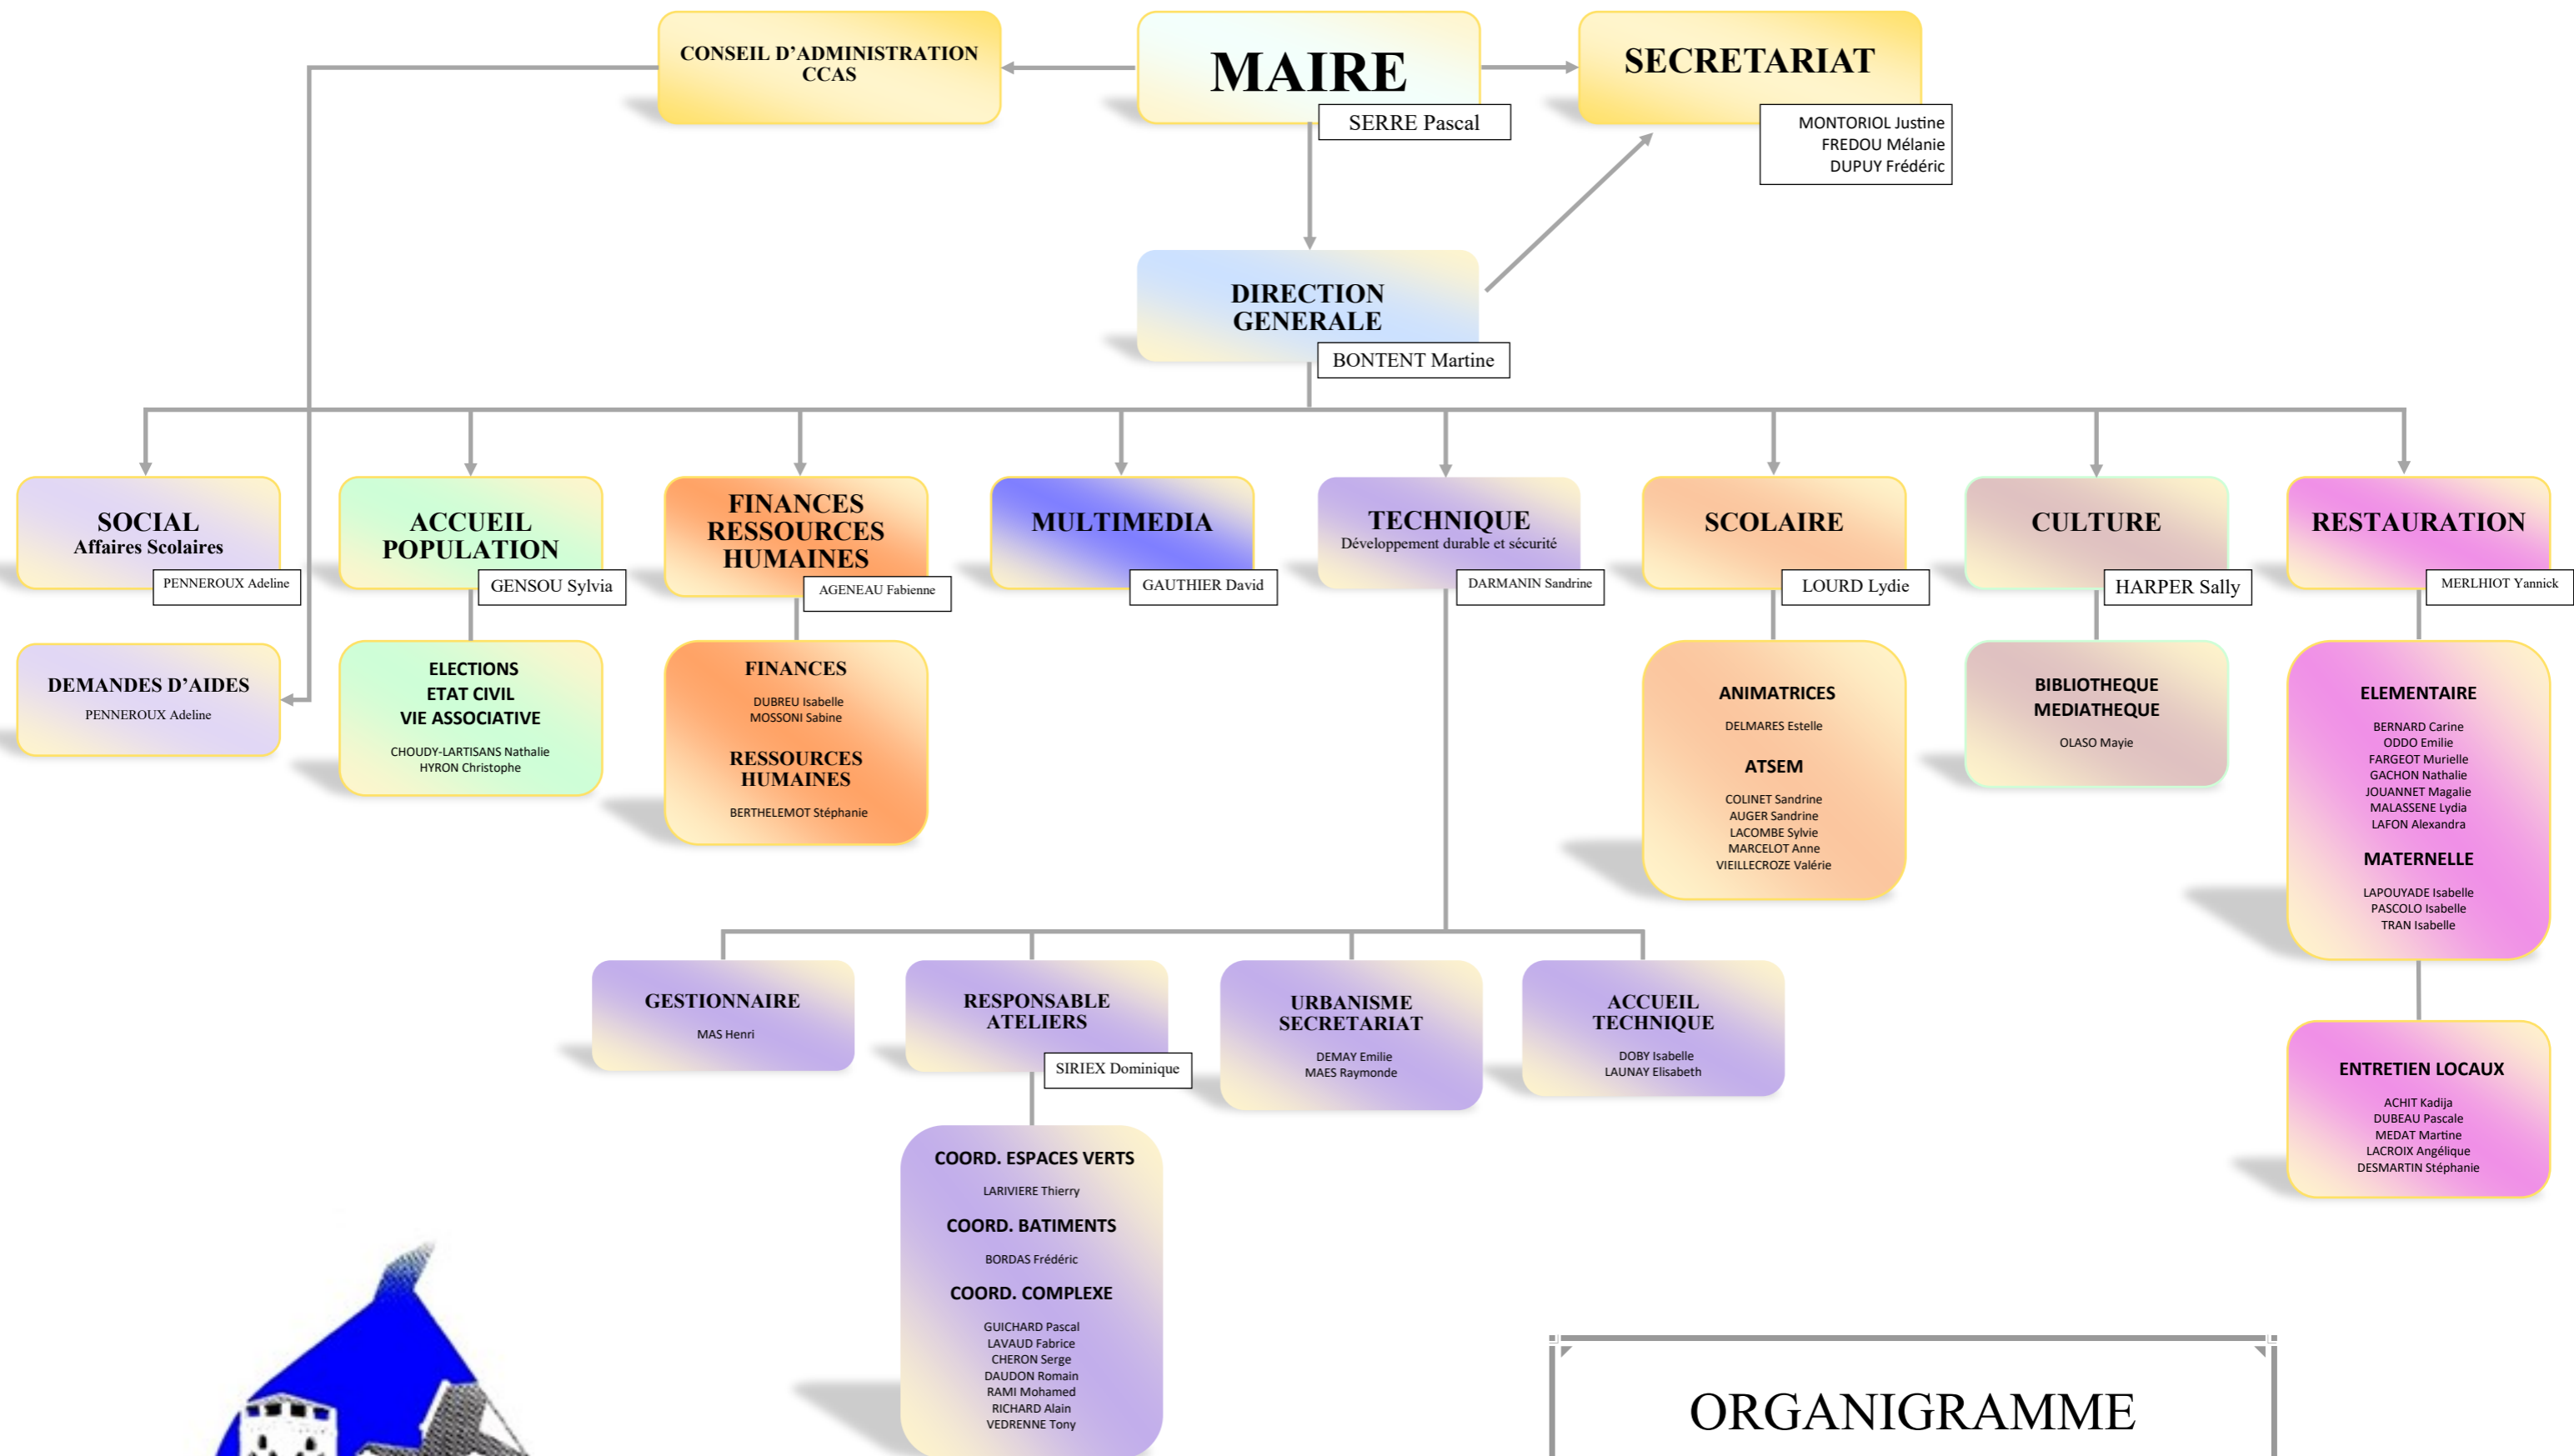 CONSEIL D'ADMINISTRATION
CCAS
MAIRE
SERRE Pascal
SECRETARIAT
MONTORIOL Justine
FREDOU Mélanie
DUPUY Frédéric
DIRECTION
GENERALE
BONTENT Martine
SOCIAL
Affaires Scolaires
PENNEROUX Adeline
ACCUEIL
POPULATION
GENSOU Sylvia
FINANCES
RESSOURCES
HUMAINES
AGENEAU Fabienne
MULTIMEDIA
GAUTHIER David
TECHNIQUE
Développement durable et sécurité
DARMANIN Sandrine
SCOLAIRE
LOURD Lydie
CULTURE
HARPER Sally
RESTAURATION
MERLHIOT Yannick
DEMANDES D'AIDES
PENNEROUX Adeline
ELECTIONS
ETAT CIVIL
VIE ASSOCIATIVE
CHOUDY-LARTISANS Nathalie
HYRON Christophe
FINANCES
DUBREU Isabelle
MOSSONI Sabine
RESSOURCES
HUMAINES
BERTHELEMOT Stéphanie
ANIMATRICES
DELMARES Estelle
ATSEM
COLINET Sandrine
AUGER Sandrine
LACOMBE Sylvie
MARCELOT Anne
VIEILLECROZE Valérie
BIBLIOTHEQUE
MEDIATHEQUE
OLASO Mayie
ELEMENTAIRE
BERNARD Carine
ODDO Emilie
FARGEOT Murielle
GACHON Nathalie
JOUANNET Magalie
MALASSENE Lydia
LAFON Alexandra
MATERNELLE
LAPOUYADE Isabelle
PASCOLO Isabelle
TRAN Isabelle
GESTIONNAIRE
MAS Henri
RESPONSABLE
ATELIERS
SIRIEX Dominique
URBANISME
SECRETARIAT
DEMAY Emilie
MAES Raymonde
ACCUEIL
TECHNIQUE
DOBY Isabelle
LAUNAY Elisabeth
ENTRETIEN LOCAUX
ACHIT Kadija
DUBEAU Pascale
MEDAT Martine
LACROIX Angélique
DESMARTIN Stéphanie
COORD. ESPACES VERTS
LARIVIERE Thierry
COORD. BATIMENTS
BORDAS Frédéric
COORD. COMPLEXE
GUICHARD Pascal
LAVAUD Fabrice
CHERON Serge
DAUDON Romain
RAMI Mohamed
RICHARD Alain
VEDRENNE Tony
ORGANIGRAMME